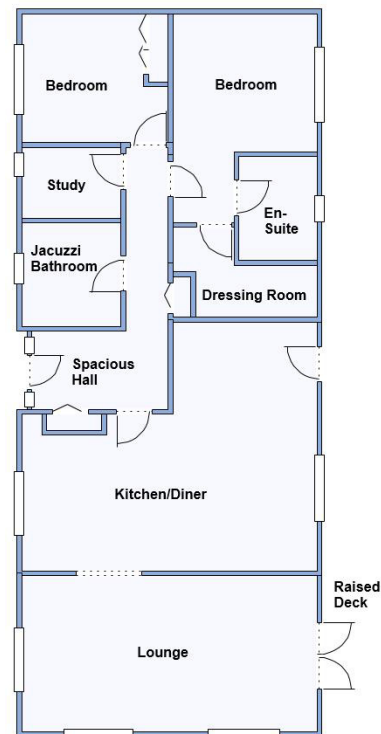 Bedroom
Bedroom
Study
En-
Suite
Jacuzzi
Bathroom
Dressing Room
Spacious
Hall
Kitchen/Diner
Raised
Deck
Lounge